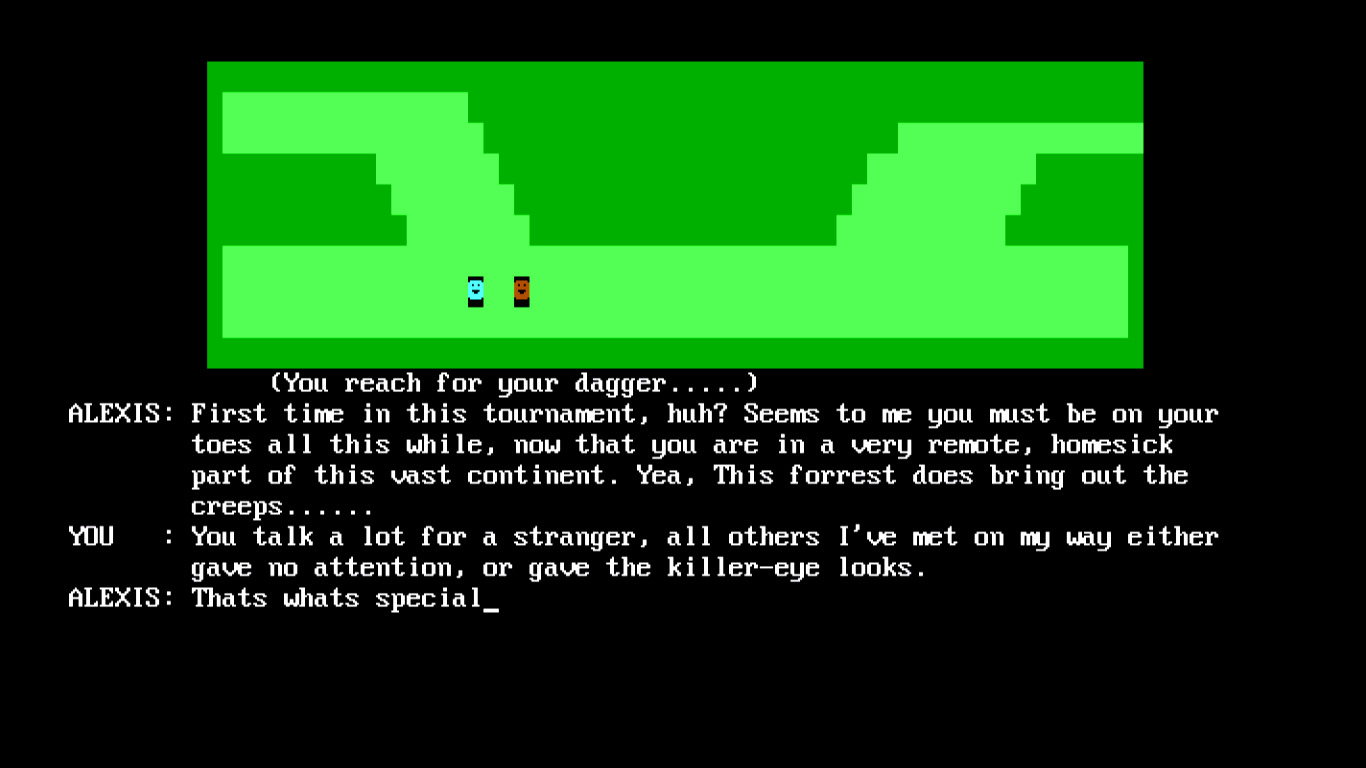 (You reach for your dagger.....)
ALEXIS: First time in this tournament, huh? Seems to me you must be on your
toes all this while, now that you are in a very remote, homesick
part of this vast continent. Yea, This forrest does bring out the
creeps......
YOU   : You talk a lot for a stranger, all others I've met on my way either
gave no attention, or gave the killer-eye looks.
ALEXIS: Thats whats special_